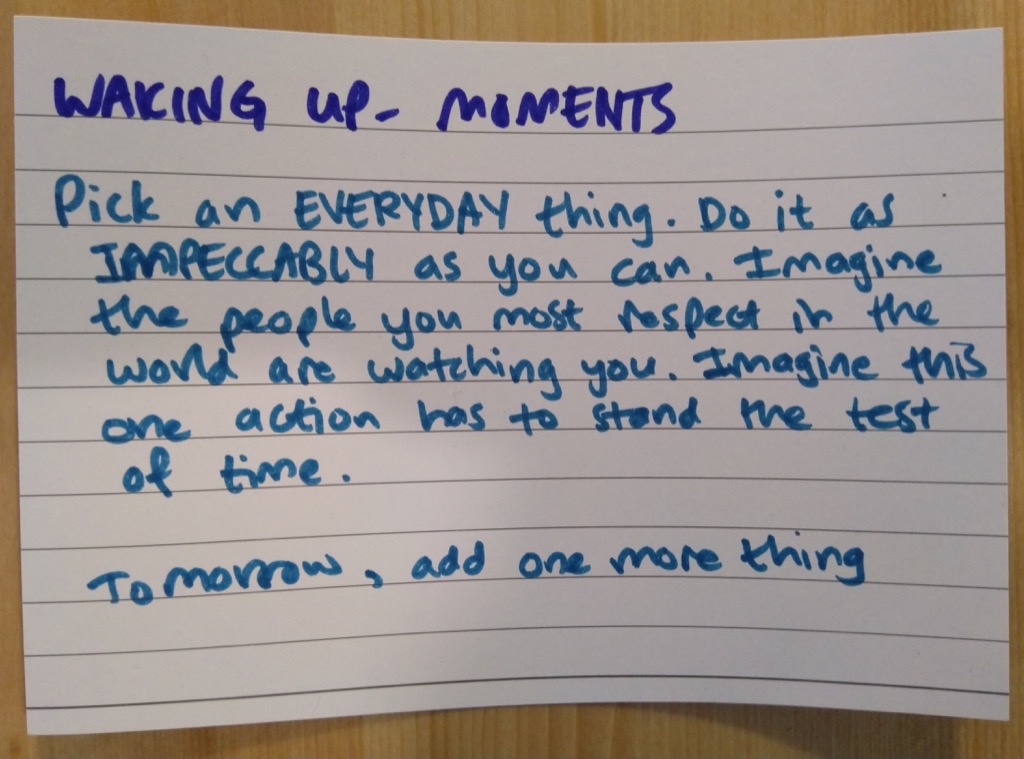 WAKING UP - MOMENTS
Pick an EVERYDAY thing. Do it as
IMPECCABLY as you can. Imagine
the people you most respect in the
world are watching you. Imagine this
one action has to stand the test
of time.
Tomorrow, add one more thing